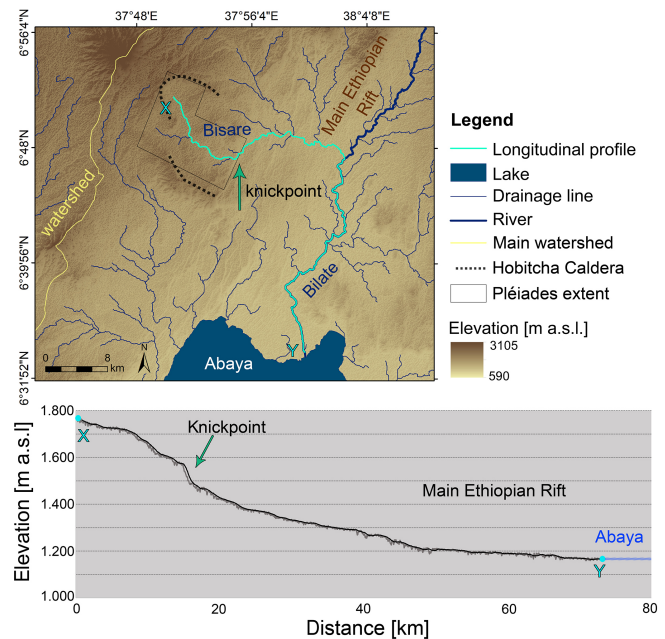 37°48'E 37°56'4"E 38°4'8"E
6°56'4"N
6°48'N
6°39'56"N
6°31'52"N
Main Ethiopian
Rift
X
Bisare
knickpoint
watershed
Bilate
Y
Abaya
0 8
km
N
Legend
Longitudinal profile
Lake
Drainage line
River
Main watershed
Hobitcha Caldera
Pléiades extent
Elevation [m a.s.l.]
3105
590
Elevation [m a.s.l]
1.800
1.600
1.400
1.200
1.000
X
Knickpoint
Main Ethiopian Rift
Abaya
Y
0 20 40 60 80
Distance [km]